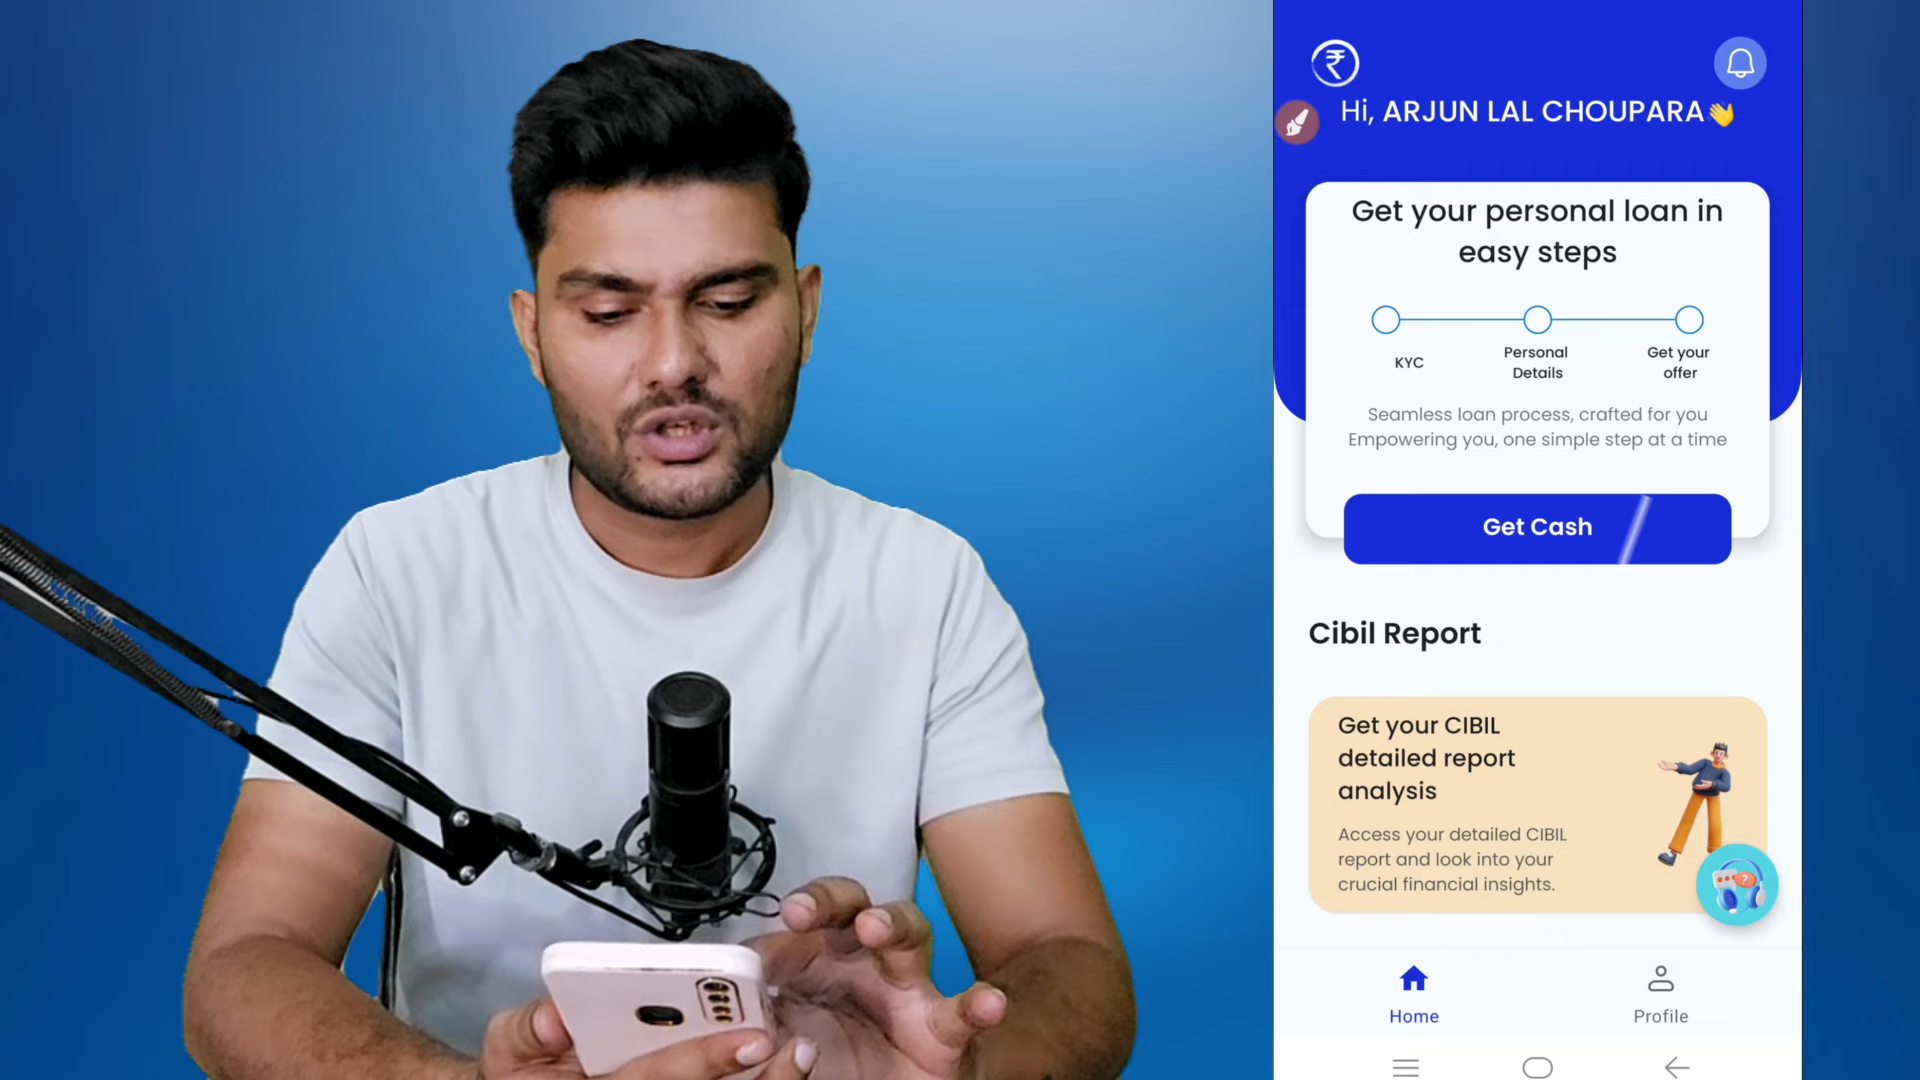 Hi, ARJUN LAL CHOUPARA👋
Get your personal loan in
easy steps
KYC
Personal
Details
Get your
offer
Seamless loan process, crafted for you
Empowering you, one simple step at a time
Get Cash
Cibil Report
Get your CIBIL
detailed report
analysis
Access your detailed CIBIL
report and look into your
crucial financial insights.
Home
Profile